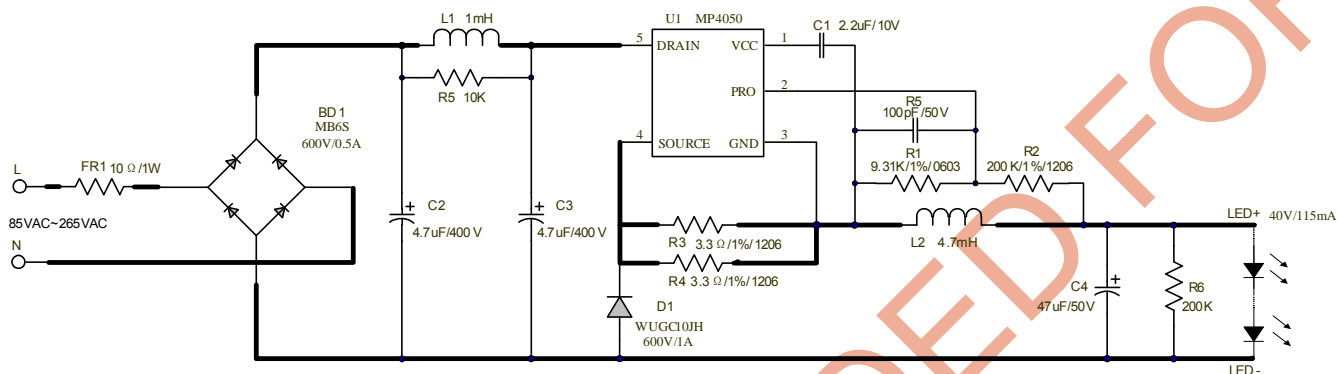 L1 1mH
R5 10K
U1 MP4050
5 DRAIN
VCC 1
PRO 2
4 SOURCE
GND 3
C1 2.2uF/10V
R5
100pF/50V
R1
9.31K/1%/0603
R2
200K/1%/1206
BD1
MB6S
600V/0.5A
L
FR1 10 Ω/1W
85VAC~265VAC
N
C2
4.7uF/400V
C3
4.7uF/400V
R3 3.3 Ω/1%/1206
R4 3.3 Ω/1%/1206
D1
WUGC10JH
600V/1A
L2 4.7mH
LED+ 40V/115mA
C4
47uF/50V
R6
200K
LED-